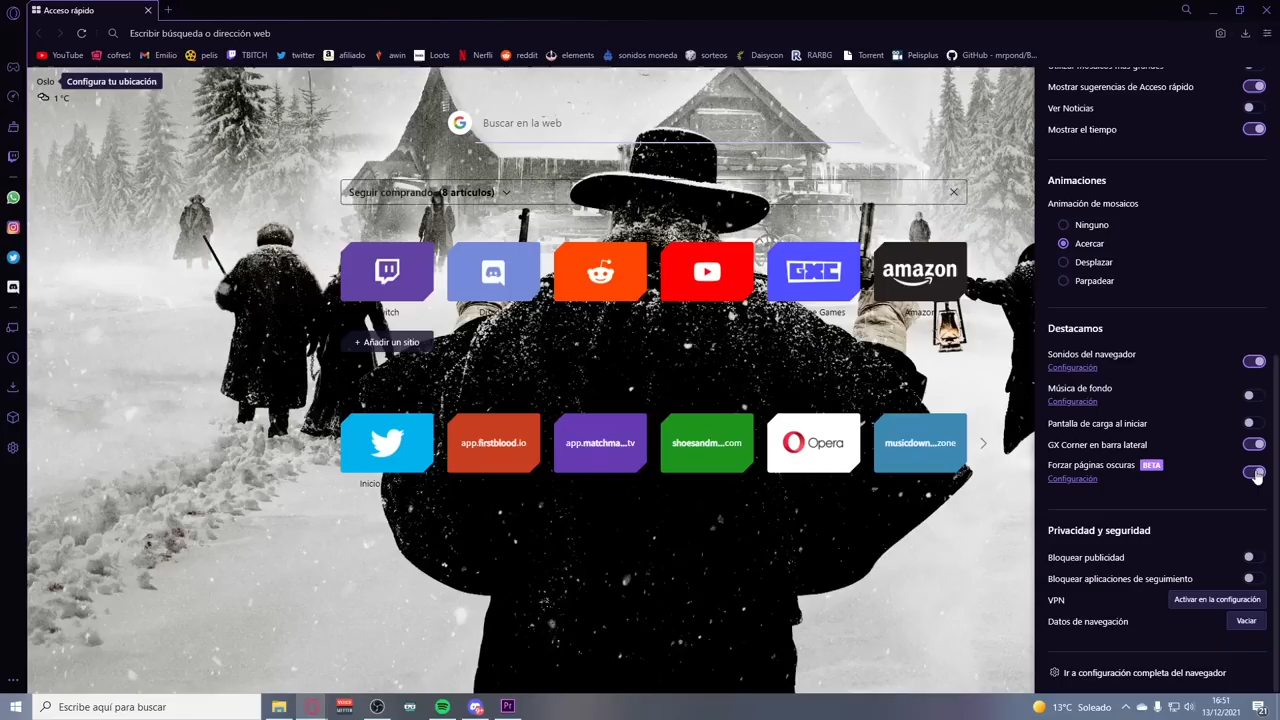 Acceso rápido
Escribir búsqueda o dirección web
YouTube
cofres!
Emilio
pelis
TBITCH
twitter
afiliado
awin
Loots
Nerfli
reddit
elements
sonidos moneda
sorteos
Daisycon
RARBG
Torrent
Pelisplus
GitHub - mrpond/B...
Oslo
Configura tu ubicación
1 °C
Buscar en la web
Seguir comprando (8 artículos)
GXC
amazon
Games
Amazon
+ Añadir un sitio
app.firstblood.io
app.matchma...tv
shoesandm...com
Opera
musicdown...zone
Inicio
Mostrar sugerencias de Acceso rápido
Ver Noticias
Mostrar el tiempo
Animaciones
Animación de mosaicos
Ninguno
Acercar
Desplazar
Parpadear
Destacamos
Sonidos del navegador
Configuración
Música de fondo
Configuración
Pantalla de carga al iniciar
GX Corner en barra lateral
Forzar páginas oscuras BETA
Configuración
Privacidad y seguridad
Bloquear publicidad
Bloquear aplicaciones de seguimiento
VPN
Activar en la configuración
Datos de navegación
Vaciar
Ir a configuración completa del navegador
Escribe aquí para buscar
Pr
13°C Soleado
16:51
13/12/2021
21